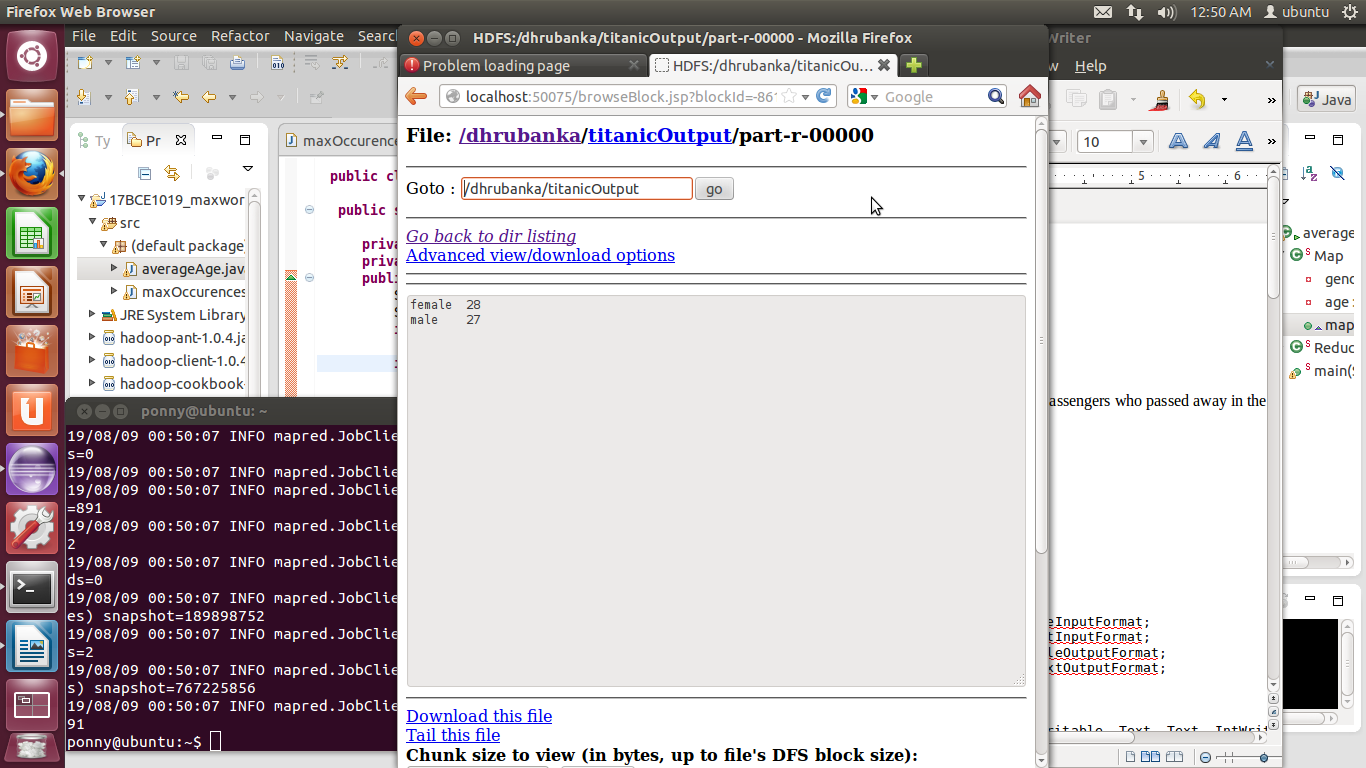 Firefox Web Browser
12:50 AM ubuntu
File Edit Source Refactor Navigate Search
Java
Ty Pr
17BCE1019_maxwor
src
(default package)
averageAge.java
maxOccurences
JRE System Library
hadoop-ant-1.0.4.ja
hadoop-client-1.0.4
hadoop-cookbook-
maxOccurence
public cl
public s
priva
priva
publi
HDFS:/dhrubanka/titanicOutput/part-r-00000 - Mozilla Firefox
Problem loading page
HDFS:/dhrubanka/titanicOu...
localhost:50075/browseBlock.jsp?blockId=-861
Google
File: /dhrubanka/titanicOutput/part-r-00000
Goto : /dhrubanka/titanicOutput go
Go back to dir listing
Advanced view/download options
female 28
male 27
Download this file
Tail this file
Chunk size to view (in bytes, up to file's DFS block size):
ponny@ubuntu: ~
19/08/09 00:50:07 INFO mapred.JobClie
s=0
19/08/09 00:50:07 INFO mapred.JobClie
19/08/09 00:50:07 INFO mapred.JobClie
=891
19/08/09 00:50:07 INFO mapred.JobClie
2
19/08/09 00:50:07 INFO mapred.JobClie
ds=0
19/08/09 00:50:07 INFO mapred.JobClie
es) snapshot=189898752
19/08/09 00:50:07 INFO mapred.JobClie
s=2
19/08/09 00:50:07 INFO mapred.JobClie
s) snapshot=767225856
19/08/09 00:50:07 INFO mapred.JobClie
91
ponny@ubuntu:~$
Writer
w Help
10
5 6
assengers who passed away in the
eInputFormat;
tInputFormat;
leOutputFormat;
xtOutputFormat;
ritable, Text, Text, IntWrit
average
Map
genc
age :
map
Reduc
main(S